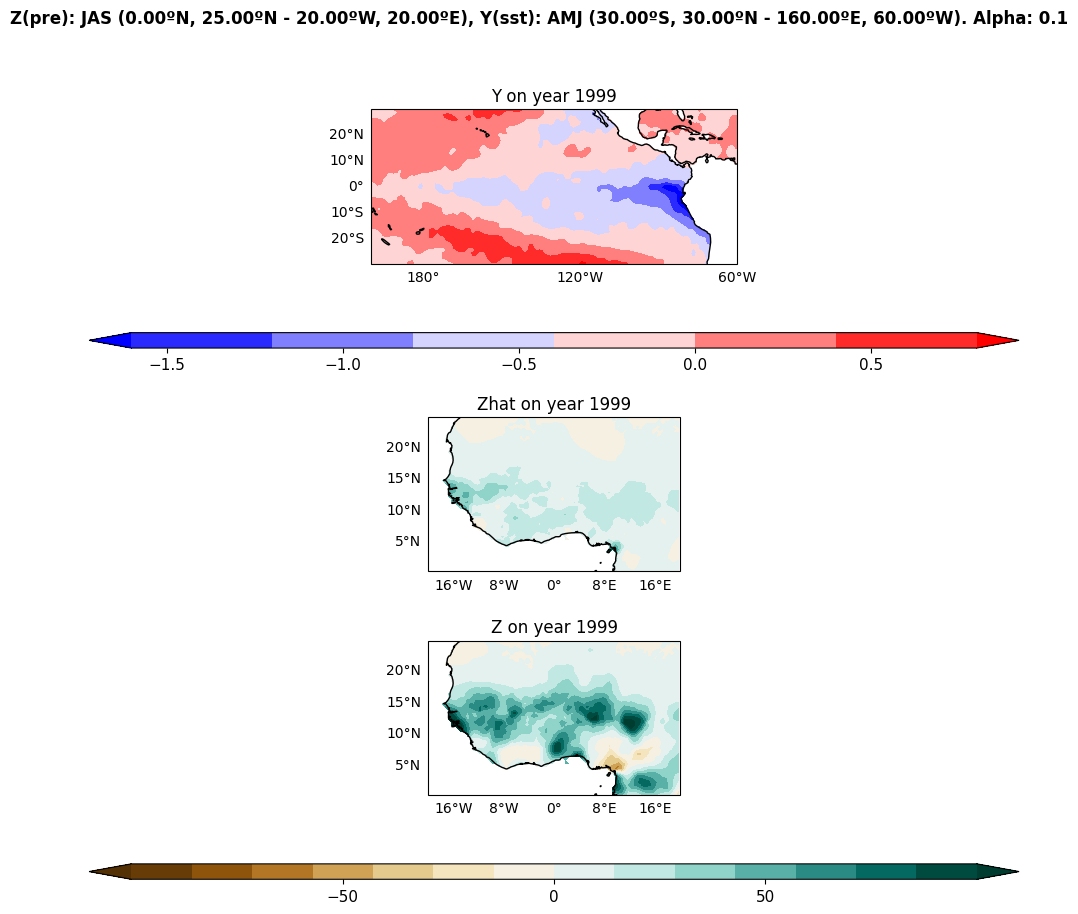 Z(pre): JAS (0.00ºN, 25.00ºN - 20.00ºW, 20.00ºE), Y(sst): AMJ (30.00ºS, 30.00ºN - 160.00ºE, 60.00ºW). Alpha: 0.1
Y on year 1999
20°N
10°N
0°
10°S
20°S
180° 120°W 60°W
−1.5 −1.0 −0.5 0.0 0.5
Zhat on year 1999
20°N
15°N
10°N
5°N
16°W 8°W 0° 8°E 16°E
Z on year 1999
20°N
15°N
10°N
5°N
16°W 8°W 0° 8°E 16°E
−50 0 50